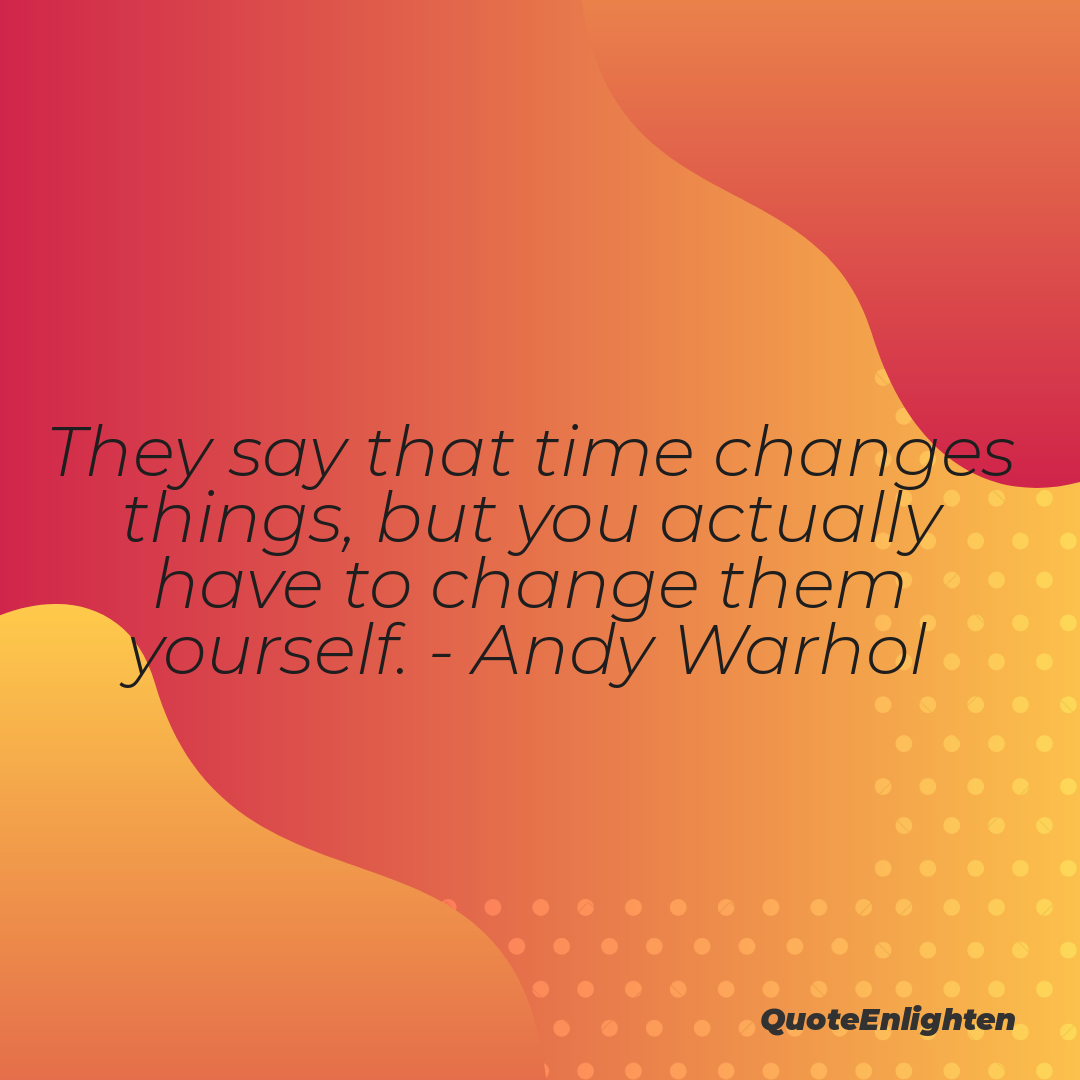 They say that time changes
things, but you actually
have to change them
yourself. - Andy Warhol
QuoteEnlighten